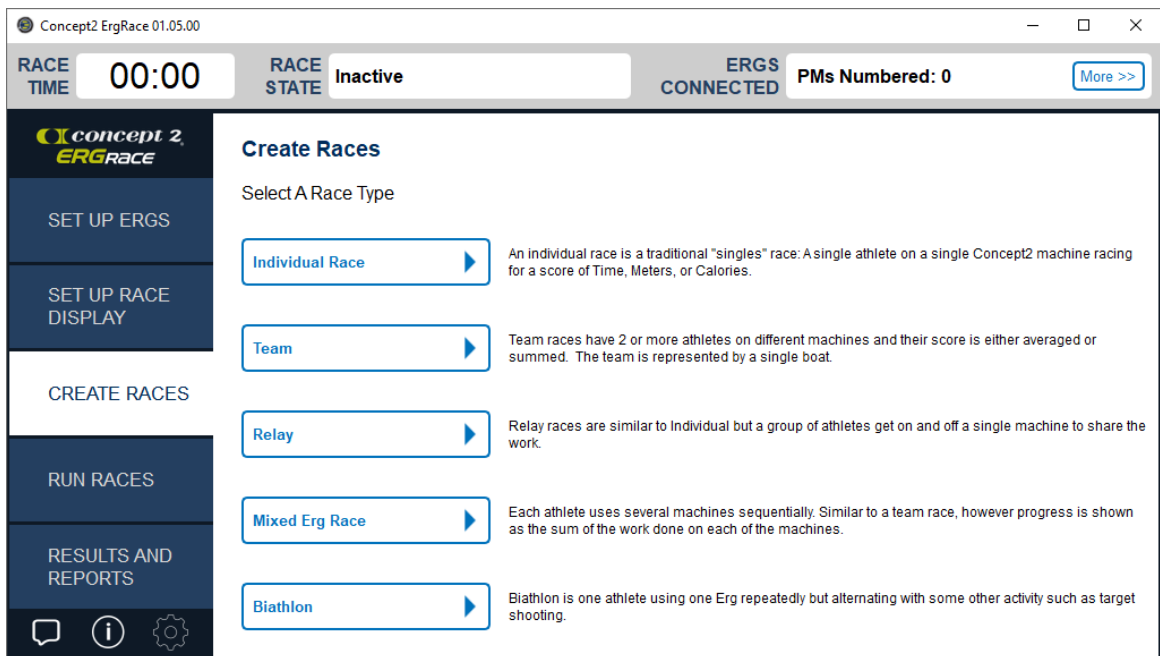 Concept2 ErgRace 01.05.00
RACE TIME
00:00
RACE STATE
Inactive
ERGS CONNECTED
PMs Numbered: 0
More >>
concept 2
ERGRACE
SET UP ERGS
SET UP RACE
DISPLAY
CREATE RACES
RUN RACES
RESULTS AND
REPORTS
Create Races
Select A Race Type
Individual Race
An individual race is a traditional "singles" race: A single athlete on a single Concept2 machine racing
for a score of Time, Meters, or Calories.
Team
Team races have 2 or more athletes on different machines and their score is either averaged or
summed. The team is represented by a single boat.
Relay
Relay races are similar to Individual but a group of athletes get on and off a single machine to share the
work.
Mixed Erg Race
Each athlete uses several machines sequentially. Similar to a team race, however progress is shown
as the sum of the work done on each of the machines.
Biathlon
Biathlon is one athlete using one Erg repeatedly but alternating with some other activity such as target
shooting.